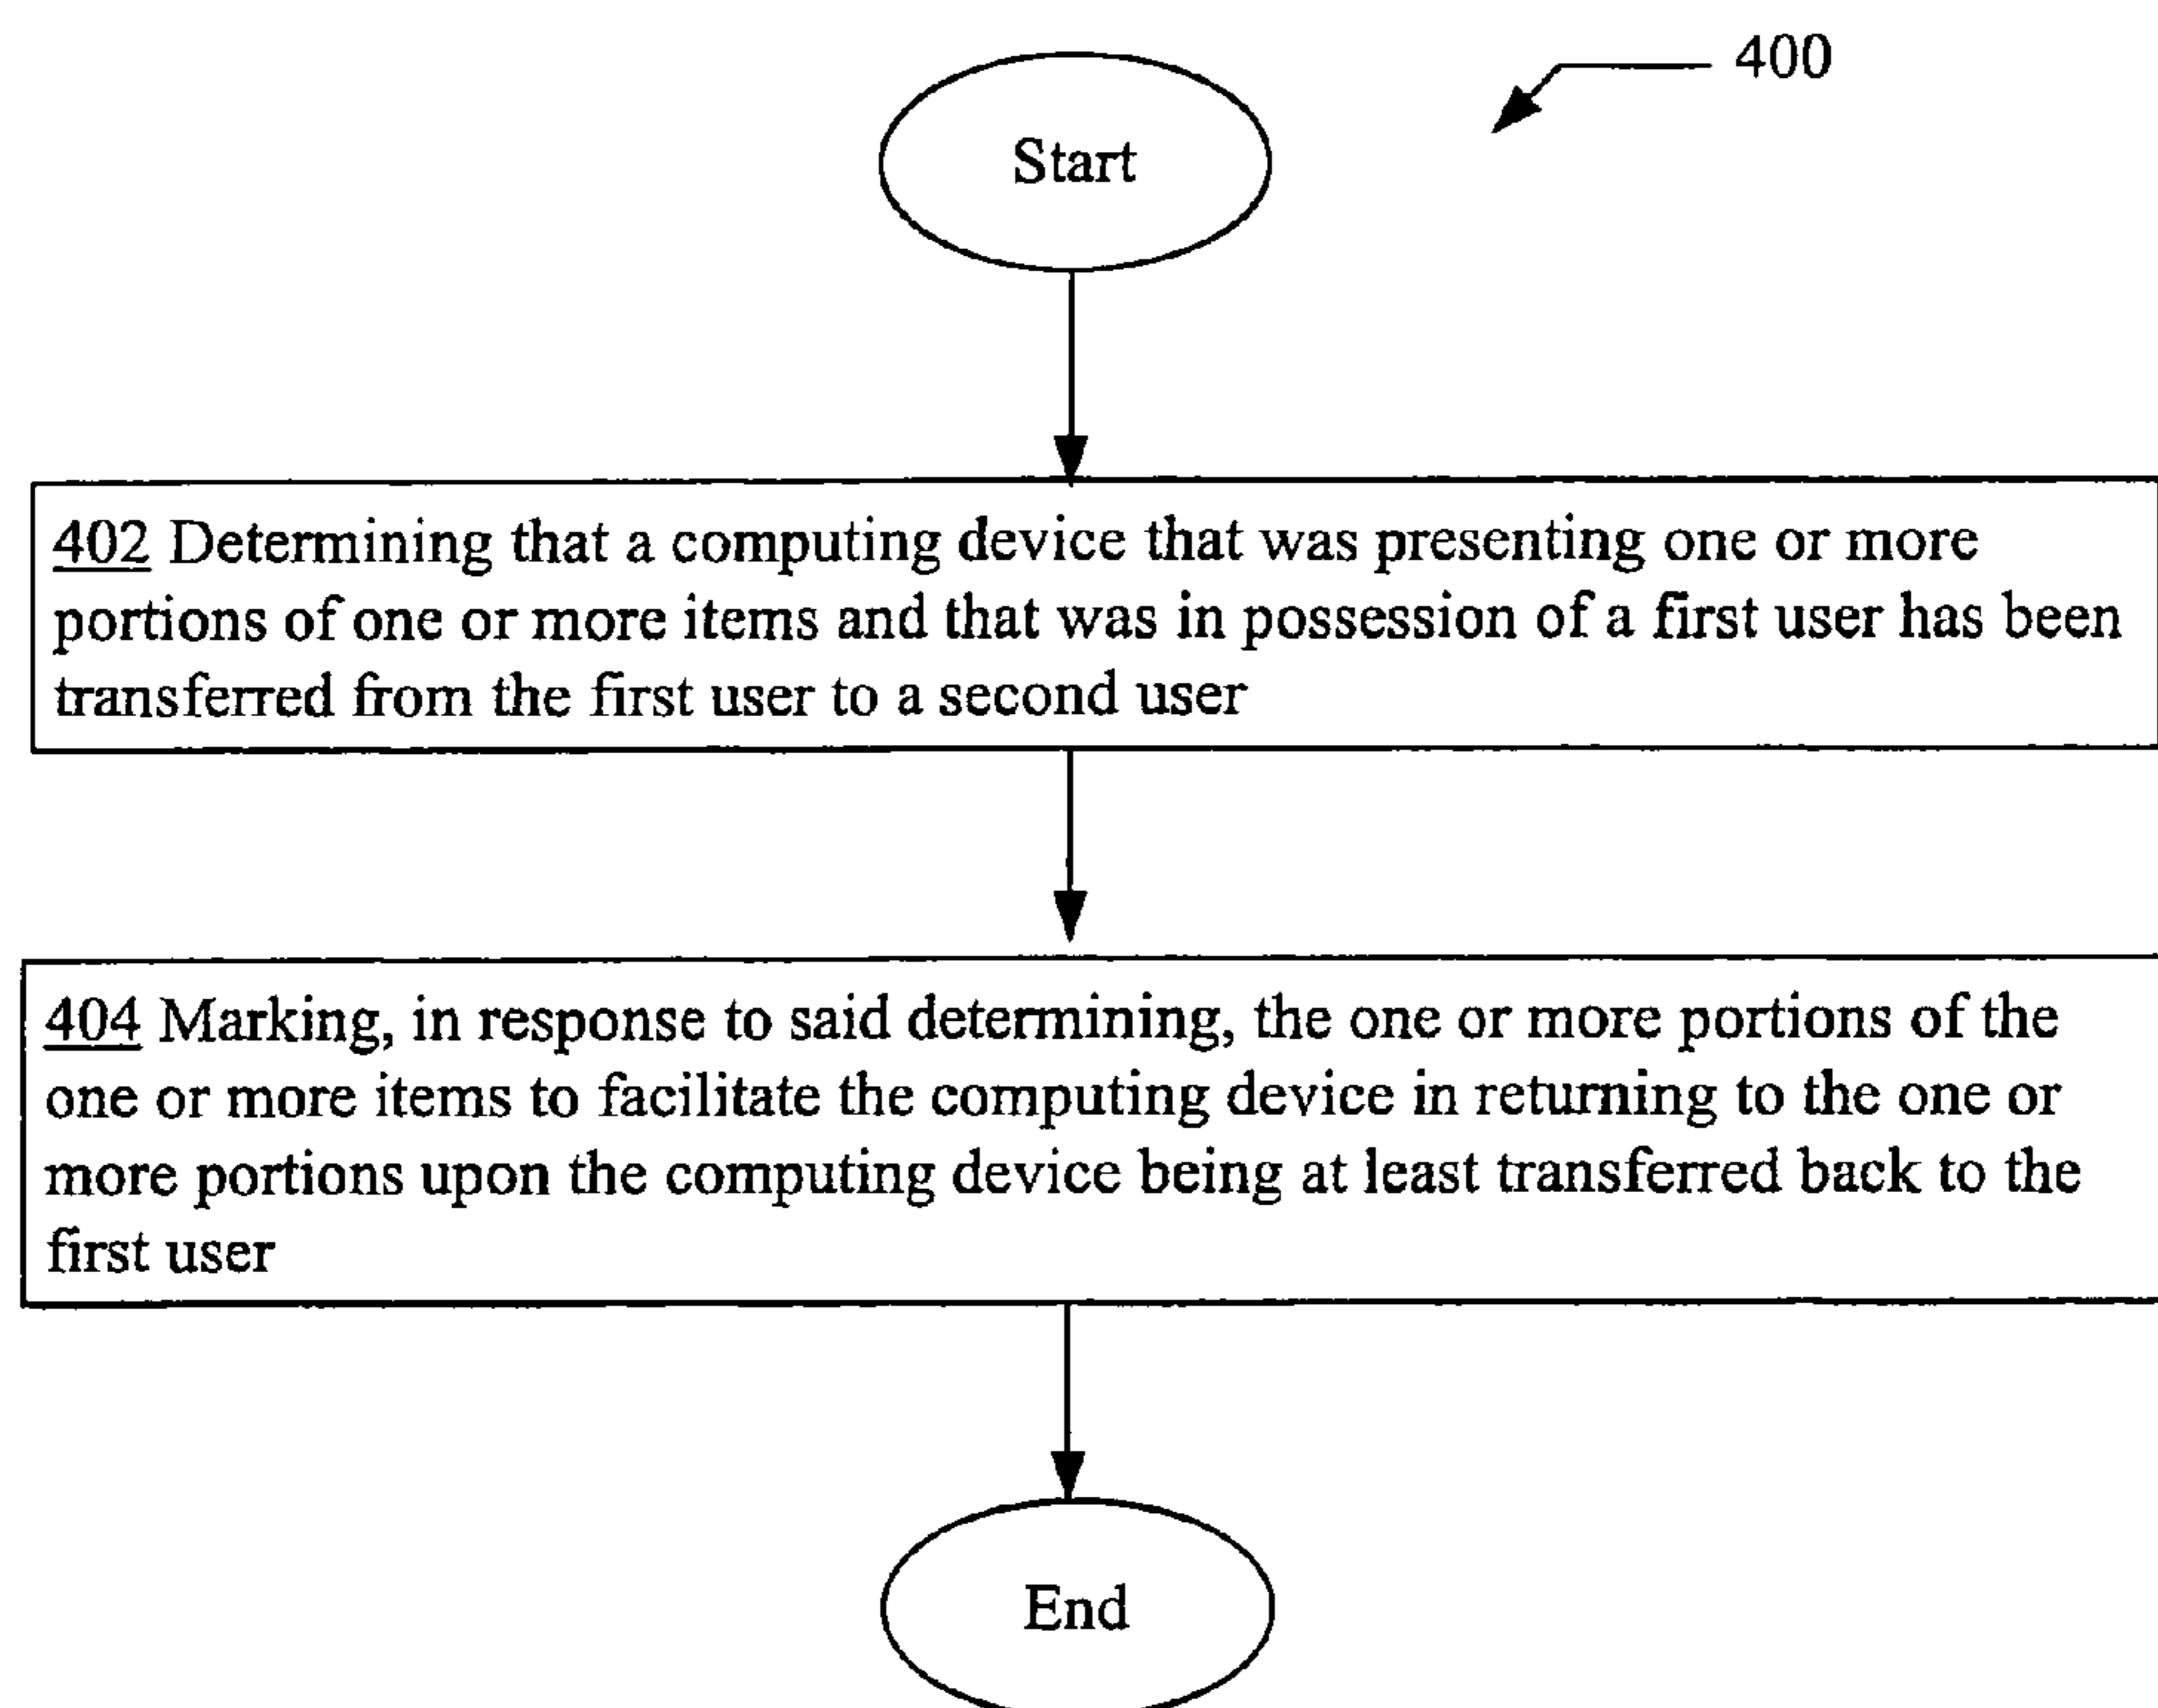 400
Start
402 Determining that a computing device that was presenting one or more
portions of one or more items and that was in possession of a first user has been
transferred from the first user to a second user
404 Marking, in response to said determining, the one or more portions of the
one or more items to facilitate the computing device in returning to the one or
more portions upon the computing device being at least transferred back to the
first user
End